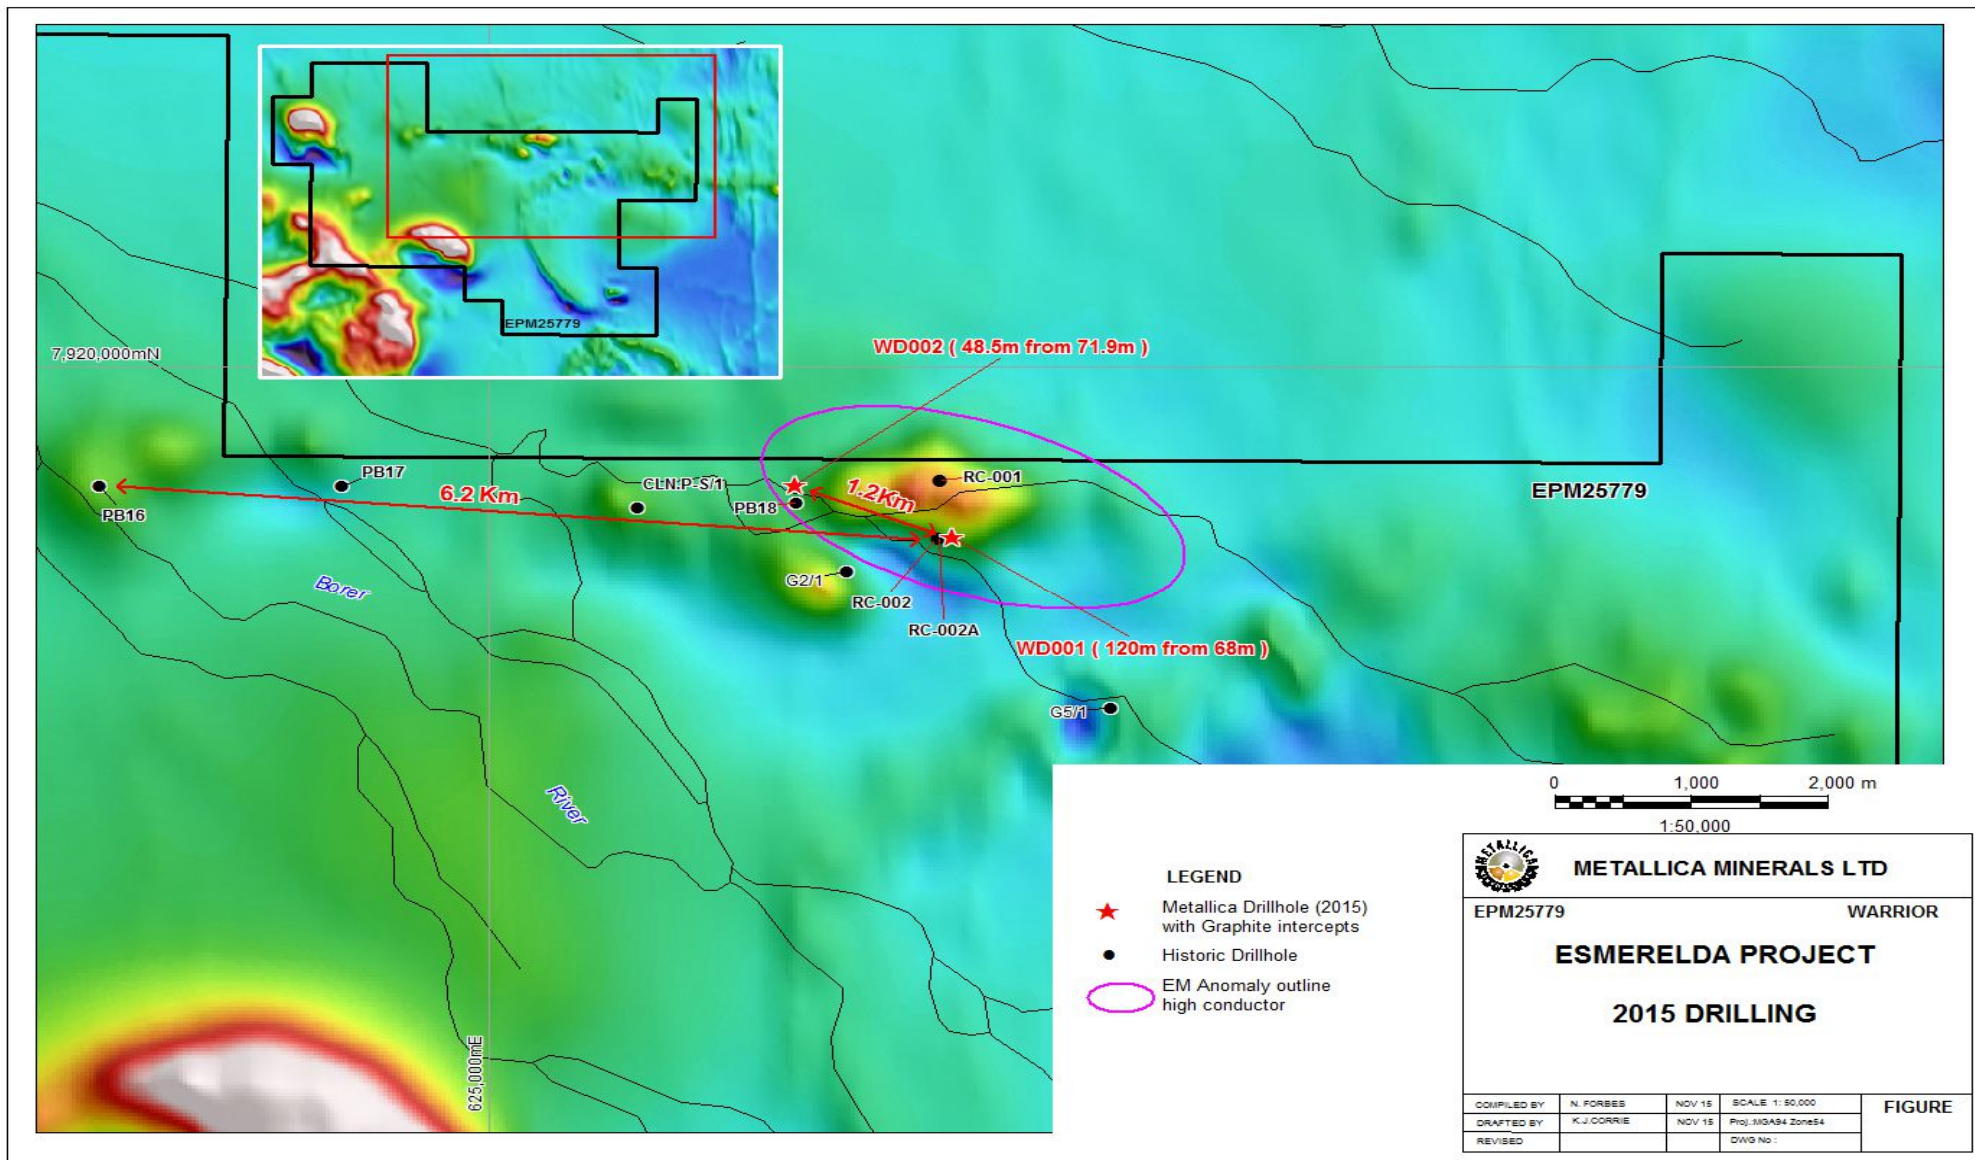 EPM25779
7,920,000mN
WD002 ( 48.5m from 71.9m )
PB16
PB17
6.2 Km
CLN:P-S/1
PB18
1.2Km
RC-001
EPM25779
G2/1
RC-002
RC-002A
WD001 ( 120m from 68m )
G5/1
Borer
River
625,000mE
0 1,000 2,000 m
1:50,000
LEGEND
Metallica Drillhole (2015)
with Graphite intercepts
Historic Drillhole
EM Anomaly outline
high conductor
METALLICA
METALLICA MINERALS LTD
EPM25779 WARRIOR
ESMERELDA PROJECT
2015 DRILLING
COMPILED BY N. FORBES NOV 15 SCALE 1: 50,000 FIGURE
DRAFTED BY K.J.CORRIE NOV 15 Proj.:MGA94 Zone54
REVISED DWG No :